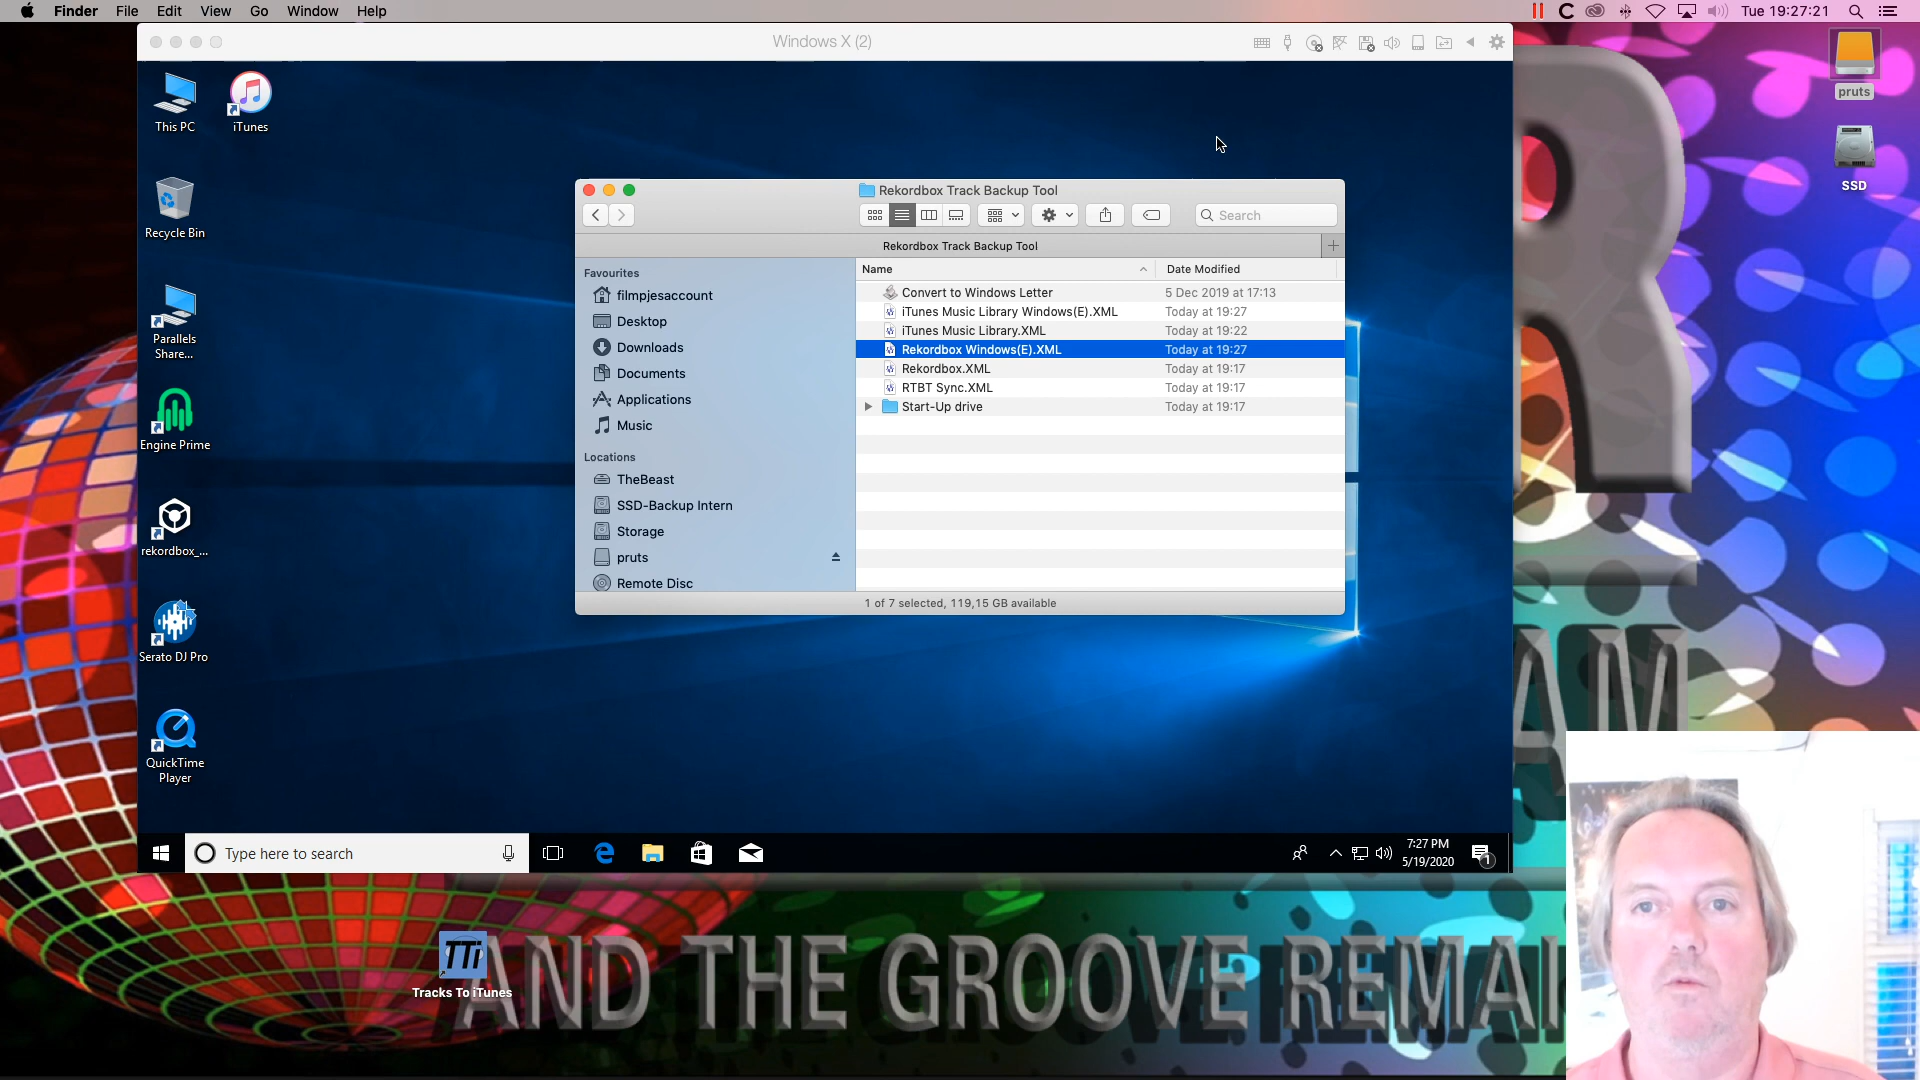 Finder File Edit View Go Window Help
Tue 19:27:21
Windows X (2)
pruts
SSD
This PC
iTunes
Recycle Bin
Parallels
Share...
Engine Prime
rekordbox_...
Serato DJ Pro
QuickTime
Player
Rekordbox Track Backup Tool
Search
Rekordbox Track Backup Tool
Name Date Modified
Convert to Windows Letter 5 Dec 2019 at 17:13
iTunes Music Library Windows(E).XML Today at 19:27
iTunes Music Library.XML Today at 19:22
Rekordbox Windows(E).XML Today at 19:27
Rekordbox.XML Today at 19:17
RTBT Sync.XML Today at 19:17
Start-Up drive Today at 19:17
Favourites
filmpjesaccount
Desktop
Downloads
Documents
Applications
Music
Locations
TheBeast
SSD-Backup Intern
Storage
pruts
Remote Disc
1 of 7 selected, 119,15 GB available
Type here to search
7:27 PM
5/19/2020
1
R
AM
TTi
Tracks To iTunes
AND THE GROOVE REMAI